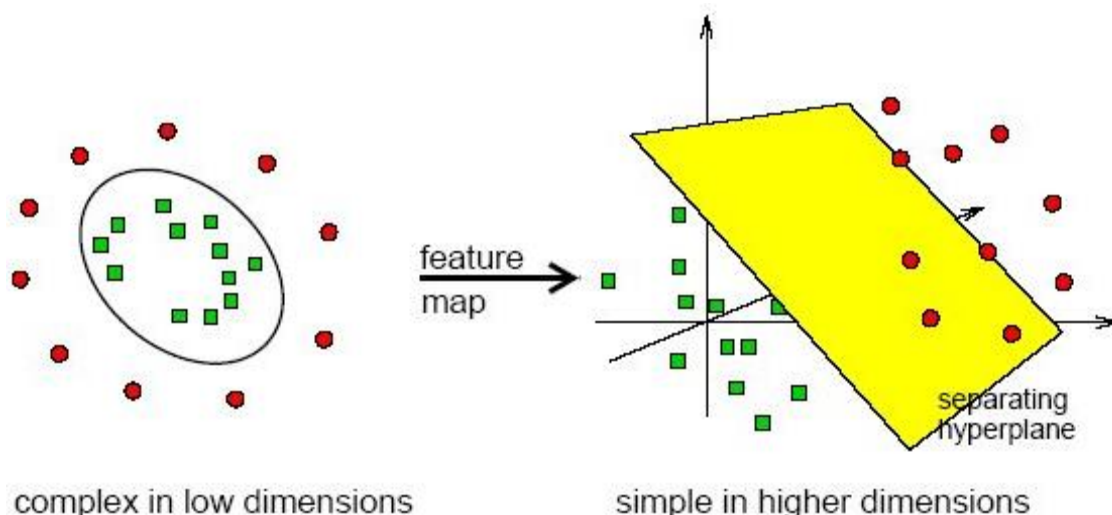 feature
map
separating
hyperplane
complex in low dimensions
simple in higher dimensions